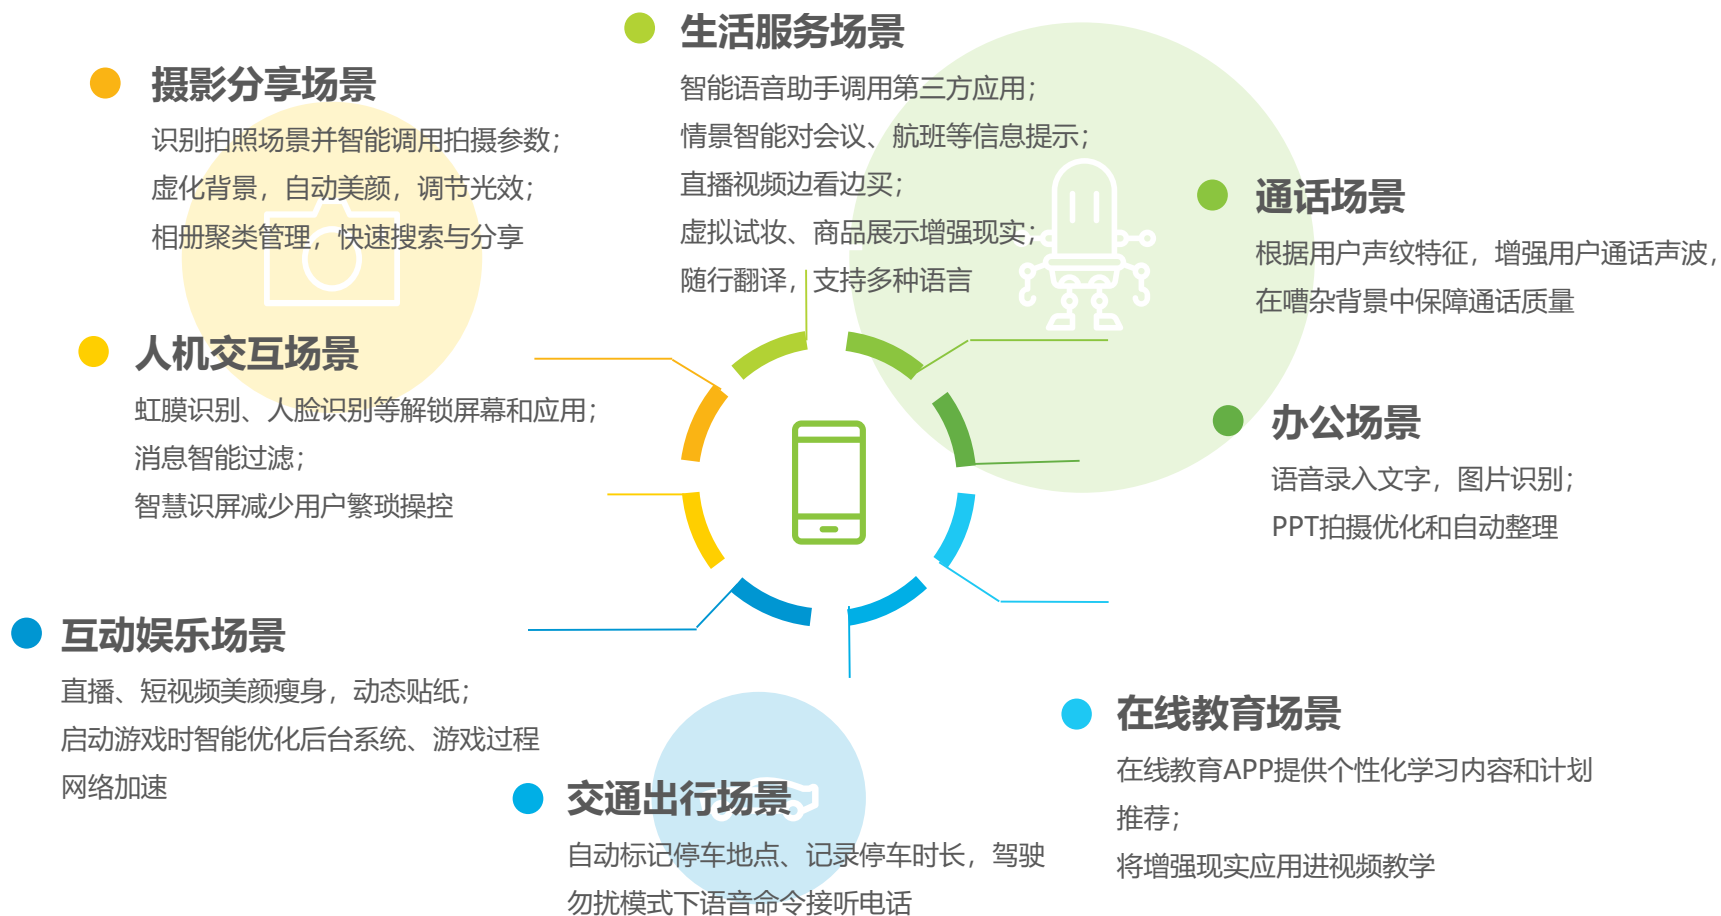 生活服务场景
智能语音助手调用第三方应用；
情景智能对会议、航班等信息提示；
直播视频边看边买；
虚拟试妆、商品展示增强现实；
随行翻译，支持多种语言
摄影分享场景
识别拍照场景并智能调用拍摄参数；
虚化背景，自动美颜，调节光效；
相册聚类管理，快速搜索与分享
通话场景
根据用户声纹特征，增强用户通话声波，
在嘈杂背景中保障通话质量
人机交互场景
虹膜识别、人脸识别等解锁屏幕和应用；
消息智能过滤；
智慧识屏减少用户繁琐操控
办公场景
语音录入文字，图片识别；
PPT拍摄优化和自动整理
互动娱乐场景
直播、短视频美颜瘦身，动态贴纸；
启动游戏时智能优化后台系统、游戏过程
网络加速
交通出行场景
自动标记停车地点、记录停车时长，驾驶
勿扰模式下语音命令接听电话
在线教育场景
在线教育APP提供个性化学习内容和计划
推荐；
将增强现实应用进视频教学